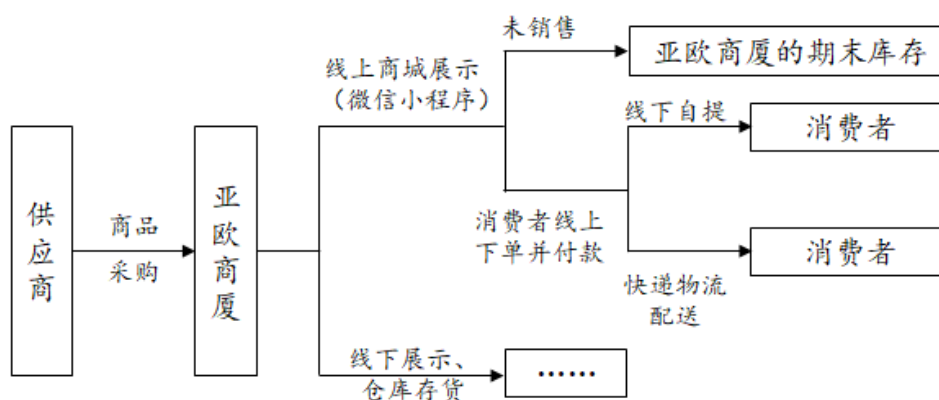 供应商
商品
采购
亚欧商厦
线上商城展示
（微信小程序）
未销售
亚欧商厦的期末库存
消费者线上
下单并付款
线下自提
消费者
快递物流
配送
消费者
线下展示、
仓库存货
……